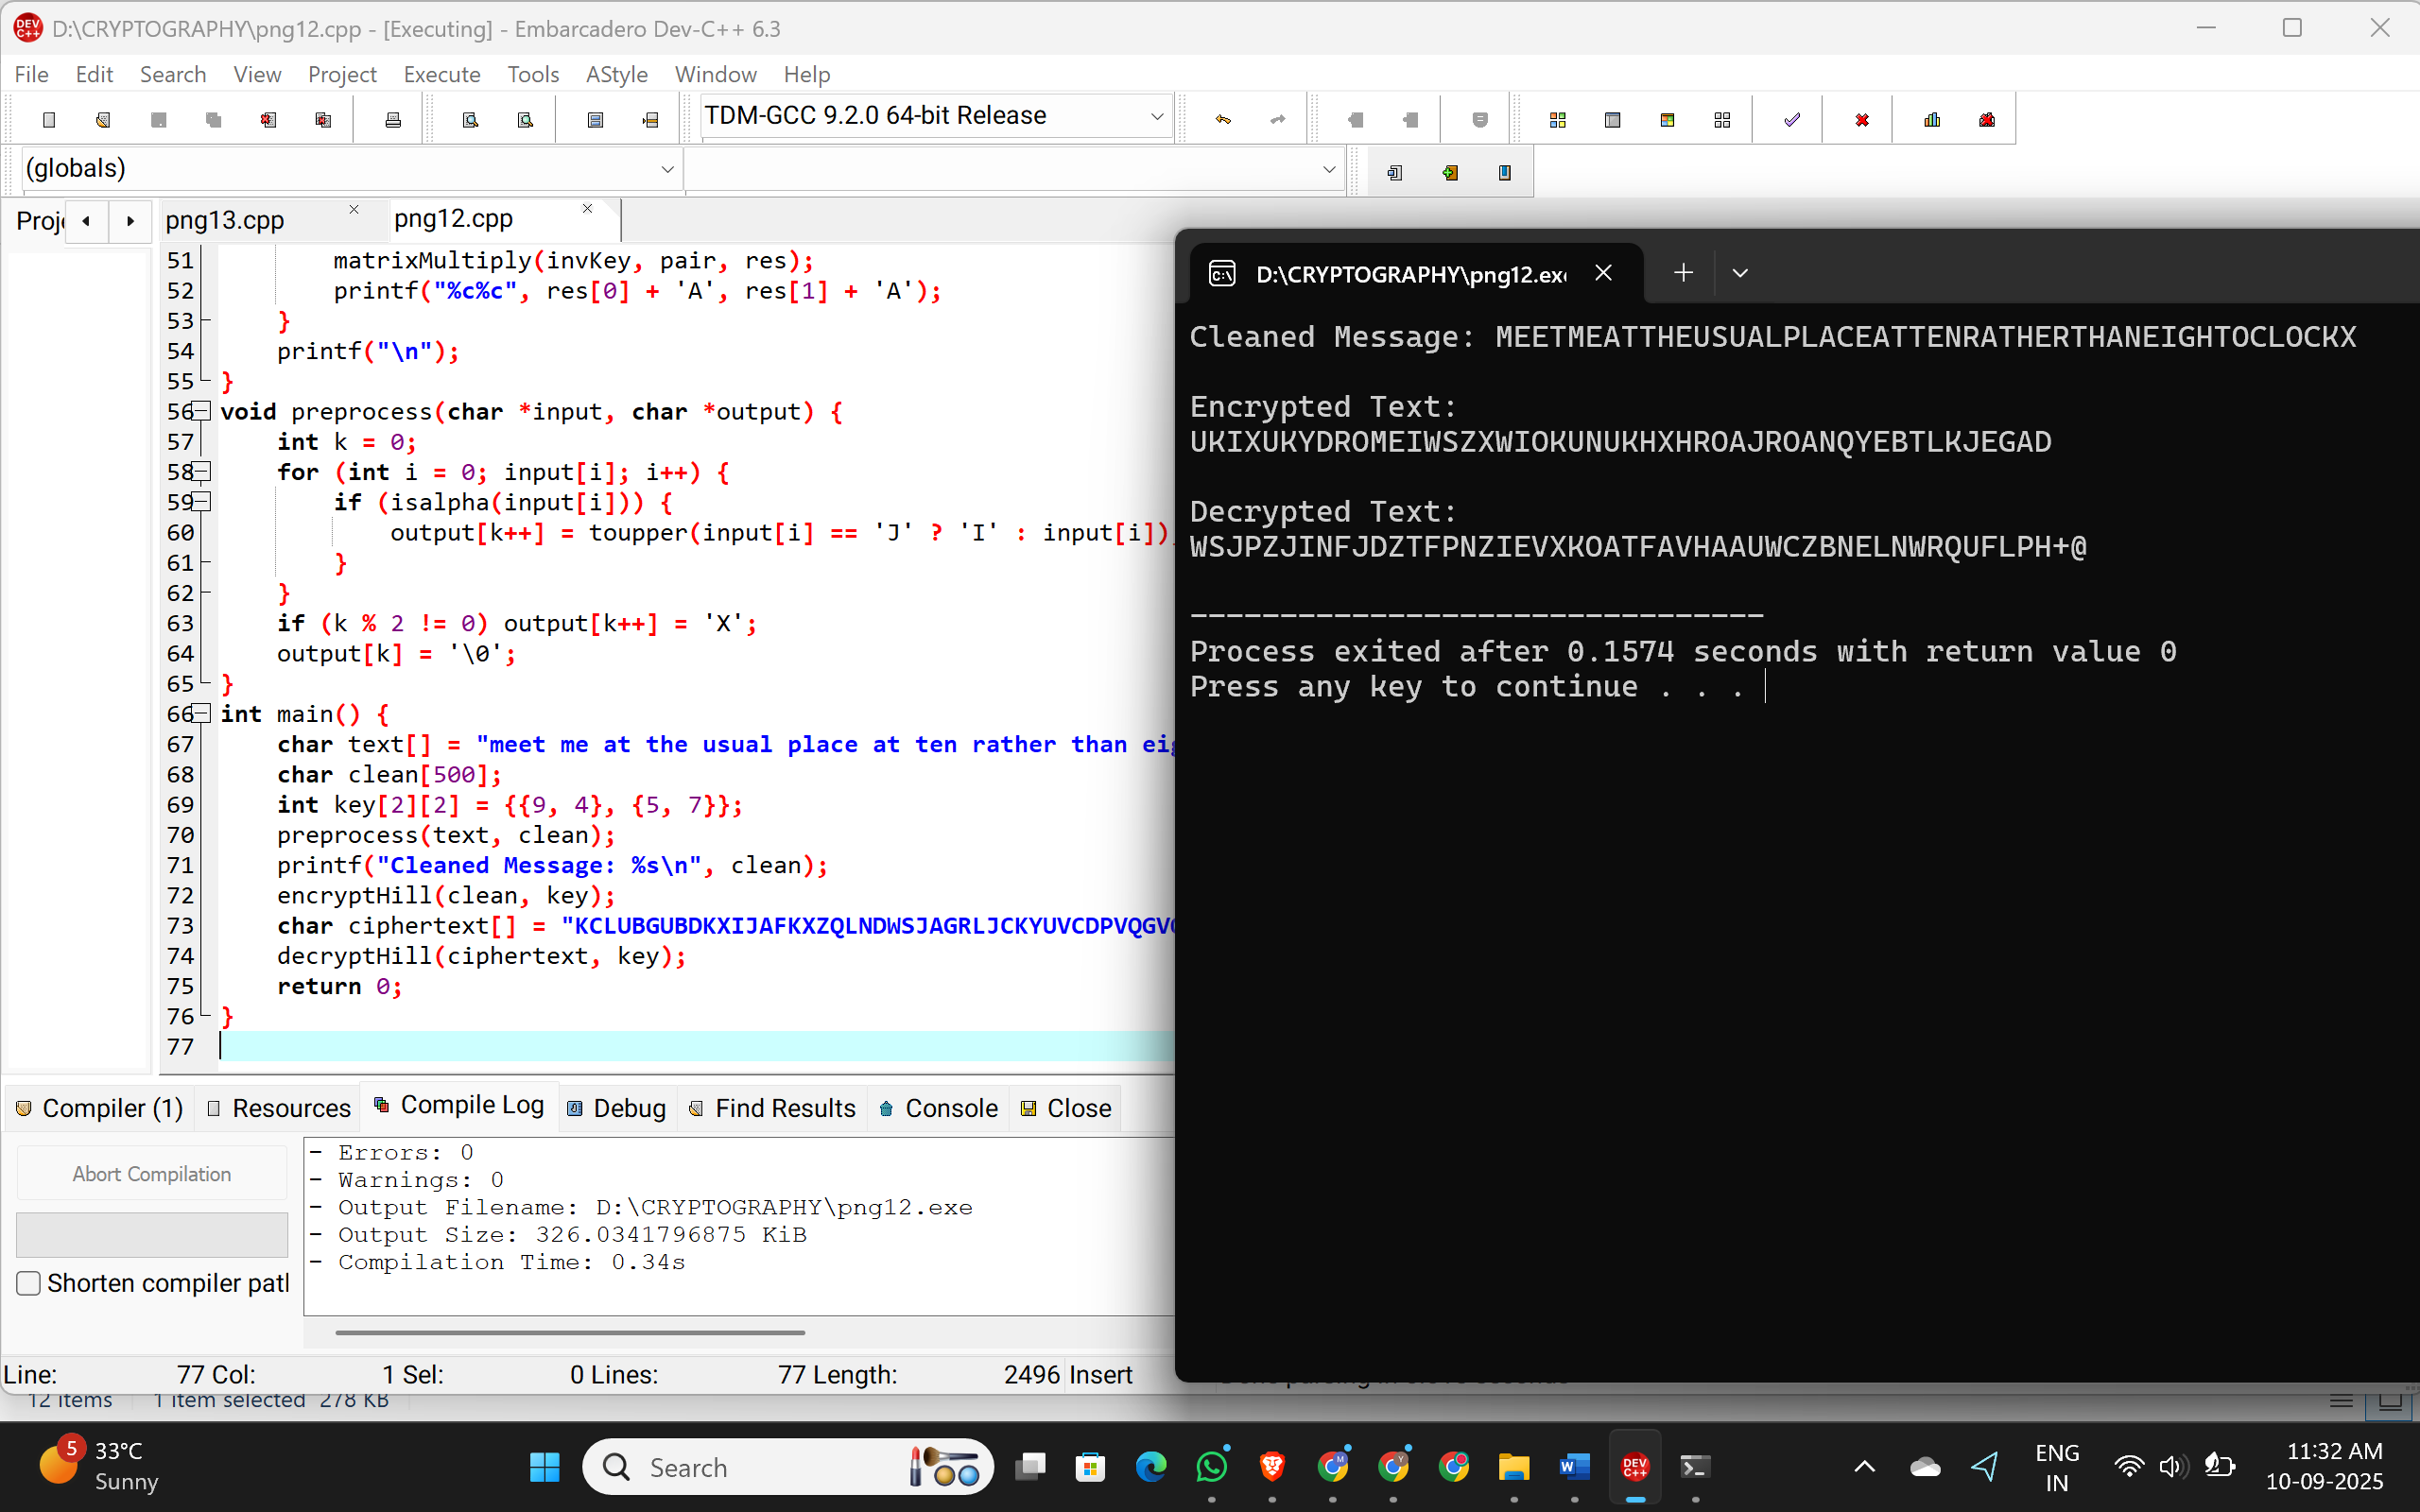 D:\CRYPTOGRAPHY\png12.cpp - [Executing] - Embarcadero Dev-C++ 6.3
File Edit Search View Project Execute Tools AStyle Window Help
TDM-GCC 9.2.0 64-bit Release
(globals)
Proj png13.cpp png12.cpp
51 matrixMultiply(invKey, pair, res);
52 printf("%c%c", res[0] + 'A', res[1] + 'A');
53 }
54 printf("\n");
55 }
56 void preprocess(char *input, char *output) {
57 int k = 0;
58 for (int i = 0; input[i]; i++) {
59 if (isalpha(input[i])) {
60 output[k++] = toupper(input[i] == 'J' ? 'I' : input[i])
61 }
62 }
63 if (k % 2 != 0) output[k++] = 'X';
64 output[k] = '\0';
65 }
66 int main() {
67 char text[] = "meet me at the usual place at ten rather than eig
68 char clean[500];
69 int key[2][2] = {{9, 4}, {5, 7}};
70 preprocess(text, clean);
71 printf("Cleaned Message: %s\n", clean);
72 encryptHill(clean, key);
73 char ciphertext[] = "KCLUBGUBDKXIJAFKXZQLNDWSJAGRLJCKYUVCDPVQGV
74 decryptHill(ciphertext, key);
75 return 0;
76 }
77
D:\CRYPTOGRAPHY\png12.ex
Cleaned Message: MEETMEATTHEUSUALPLACEATTENRATHERTHANEIGHTOCLOCKX
Encrypted Text:
UKIXUKYDROMEIWSZXWIOKUNUKHXHROAJROANQYEBTLKJEGAD
Decrypted Text:
WSJPZJINFJDZTFPNZIEVXKOATFAVHAAUWCZBNELNWRQUFLPH+@
--------------------------------
Process exited after 0.1574 seconds with return value 0
Press any key to continue . . .
Compiler (1) Resources Compile Log Debug Find Results Console Close
Abort Compilation
Shorten compiler path
- Errors: 0
- Warnings: 0
- Output Filename: D:\CRYPTOGRAPHY\png12.exe
- Output Size: 326.0341796875 KiB
- Compilation Time: 0.34s
Line: 77 Col: 1 Sel: 0 Lines: 77 Length: 2496 Insert
12 items 1 item selected 278 KB
5 33°C
Sunny
Search
ENG
IN
11:32 AM
10-09-2025